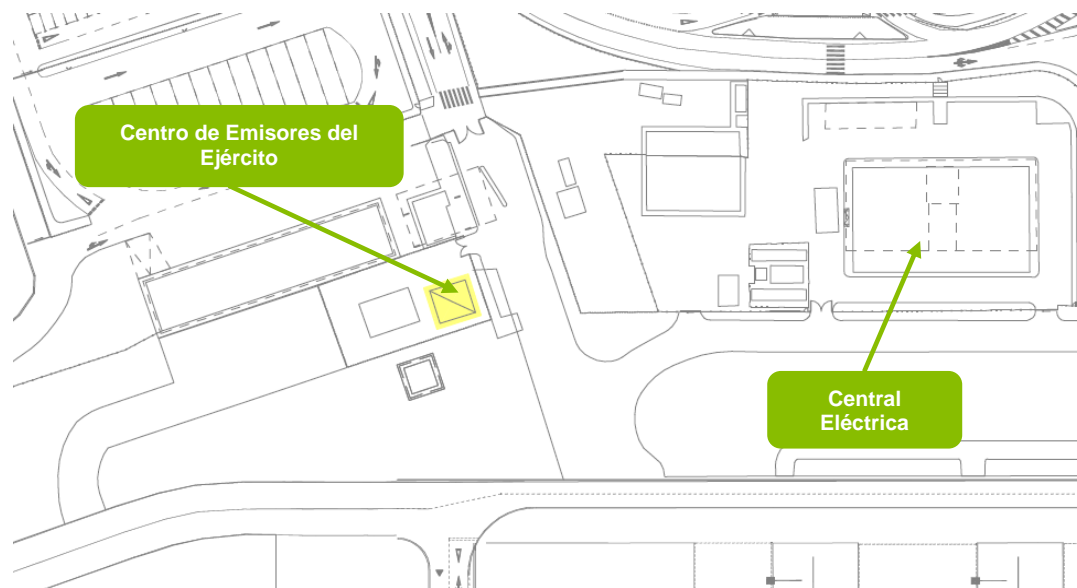 Centro de Emisores del
Ejército
Central
Eléctrica